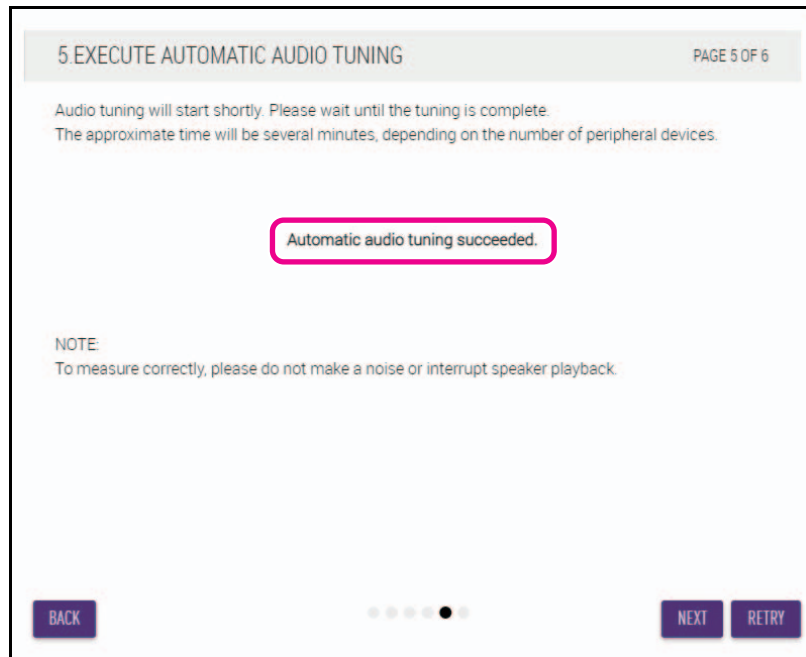 5.EXECUTE AUTOMATIC AUDIO TUNING
PAGE 5 OF 6
Audio tuning will start shortly. Please wait until the tuning is complete.
The approximate time will be several minutes, depending on the number of peripheral devices.
Automatic audio tuning succeeded.
NOTE:
To measure correctly, please do not make a noise or interrupt speaker playback.
BACK
NEXT
RETRY